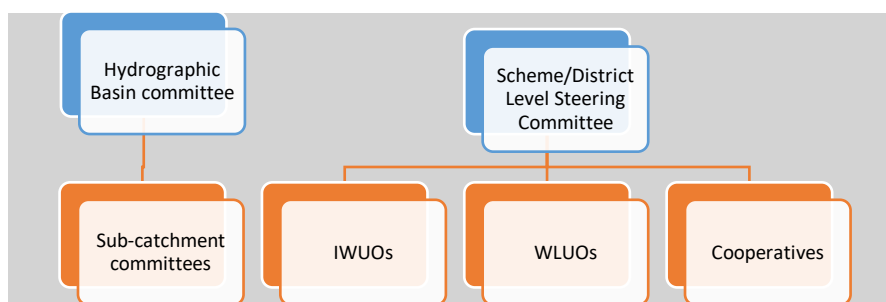 Hydrographic
Basin committee
Scheme/District
Level Steering
Committee
Sub-catchment
committees
IWUOs
WLUOs
Cooperatives